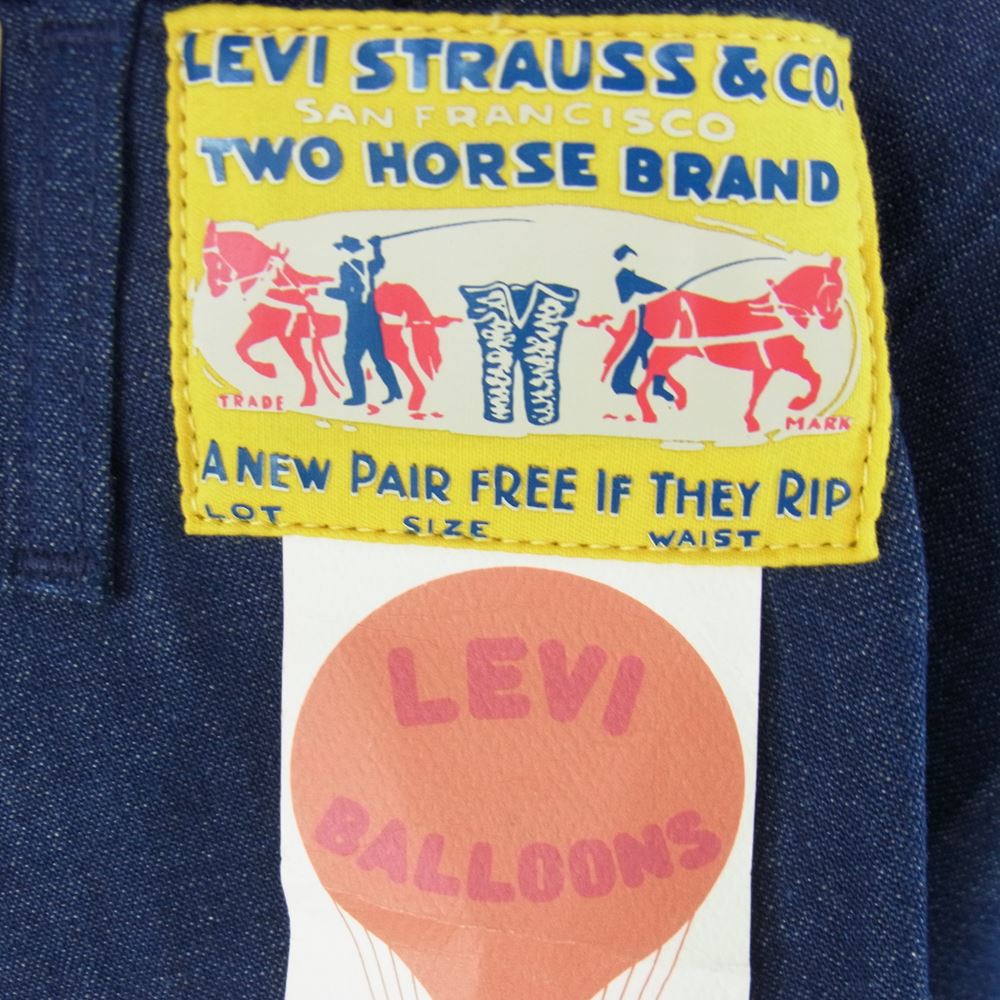 LEVI STRAUSS & CO.
SAN FRANCISCO
TWO HORSE BRAND
TRADE MARK
A NEW PAIR FREE IF THEY RIP
LOT SIZE WAIST
LEVI
BALLOONS